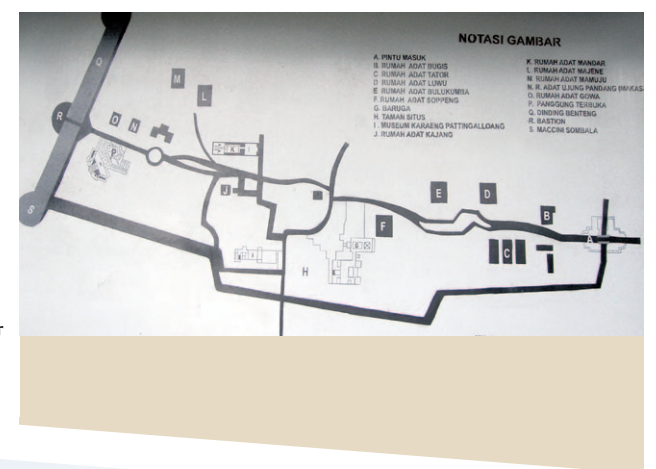 NOTASI GAMBAR
A. PINTU MASUK
B. RUMAH ADAT BUGIS
C. RUMAH ADAT TATOR
D. RUMAH ADAT LUWU
E. RUMAH ADAT BULUKUMBA
F. RUMAH ADAT SOPPENG
G. BARUGA
H. TAMAN SITUS
I. MUSEUM KARAENG PATTINGALLOANG
J. RUMAH ADAT KAJANG
K. RUMAH ADAT MANDAR
L. RUMAH ADAT MAJENE
M. RUMAH ADAT MAMUJU
N. R. ADAT UJUNG PANDANG
O. RUMAH ADAT GOWA
P. PANGGUNG TERBUKA
Q. DINDING BENTENG
R. BASTION
S. MACCINI SOMBALA
Q
M
L
R
O N
P
K
I
J
S
E
D
B
F
A
C
H
r